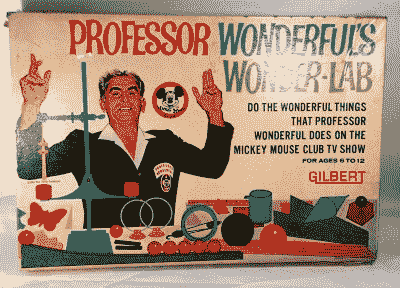 PROFESSOR WONDERFUL'S
WONDER-LAB
DO THE WONDERFUL THINGS
THAT PROFESSOR
WONDERFUL DOES ON THE
MICKEY MOUSE CLUB TV SHOW
FOR AGES 6 TO 12
GILBERT